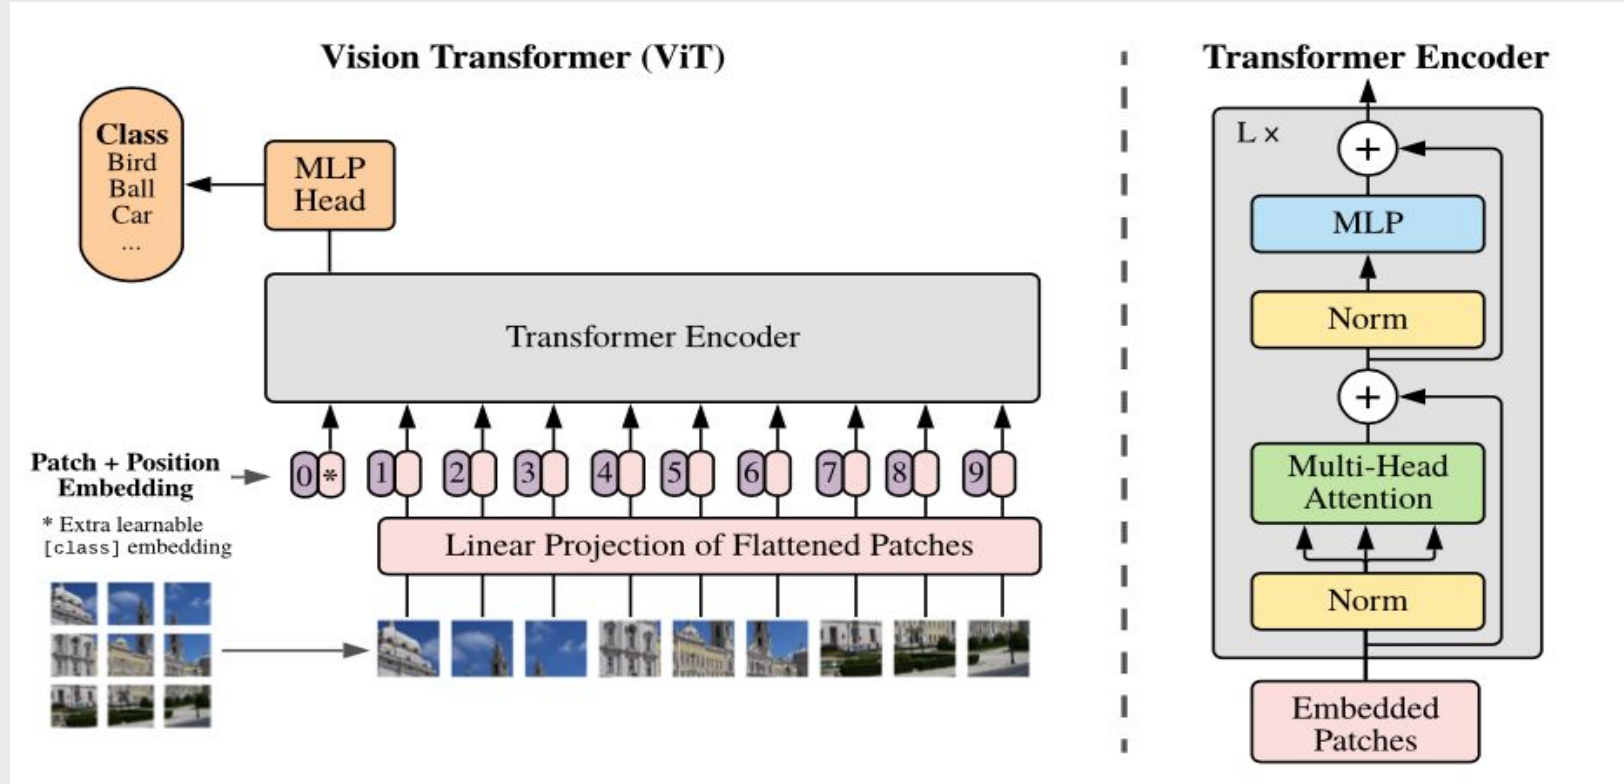 Vision Transformer (ViT)
Class
Bird
Ball
Car
...
MLP
Head
Transformer Encoder
Patch + Position
Embedding
0 * 1 2 3 4 5 6 7 8 9
* Extra learnable
[class] embedding
Linear Projection of Flattened Patches
Transformer Encoder
L ×
+
MLP
Norm
+
Multi-Head
Attention
Norm
Embedded
Patches